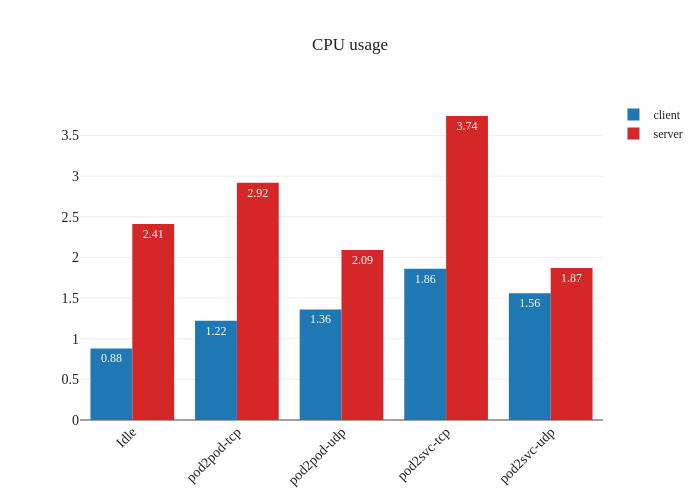 CPU usage
client
server
3.5
3
2.5
2
1.5
1
0.5
0
0.88
2.41
1.22
2.92
1.36
2.09
1.86
3.74
1.56
1.87
Idle
pod2pod-tcp
pod2pod-udp
pod2svc-tcp
pod2svc-udp